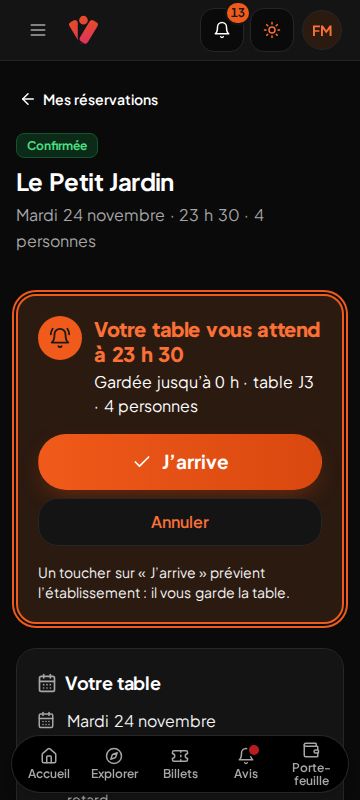 13
FM
Mes réservations
Confirmée
Le Petit Jardin
Mardi 24 novembre · 23 h 30 · 4
personnes
Votre table vous attend
à 23 h 30
Gardée jusqu’à 0 h · table J3
· 4 personnes
J’arrive
Annuler
Un toucher sur « J’arrive » prévient
l’établissement : il vous garde la table.
Votre table
Mardi 24 novembre
Accueil
Explorer
Billets
Avis
Porte-
feuille
retard